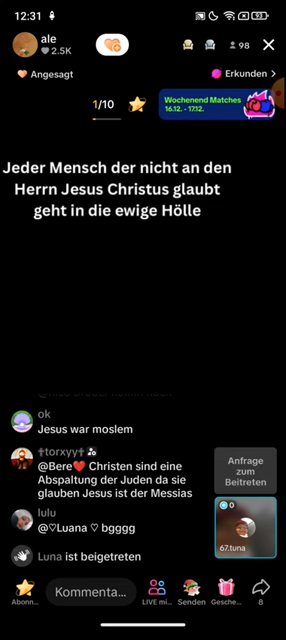 12:31
93
ale
2.5K
98
Angesagt
Erkunden >
1/10
Wochenend Matches
16.12. - 17.12.
Jeder Mensch der nicht an den
Herrn Jesus Christus glaubt
geht in die ewige Hölle
ok
Jesus war moslem
✝torxyy✝
@Bere❤️ Christen sind eine
Abspaltung der Juden da sie
glauben Jesus ist der Messias
Anfrage
zum
Beitreten
lulu
@♡Luana ♡ bgggg
0
67.tuna
Luna ist beigetreten
Kommenta...
Abonn...
LIVE mi...
Senden
Gesche...
8